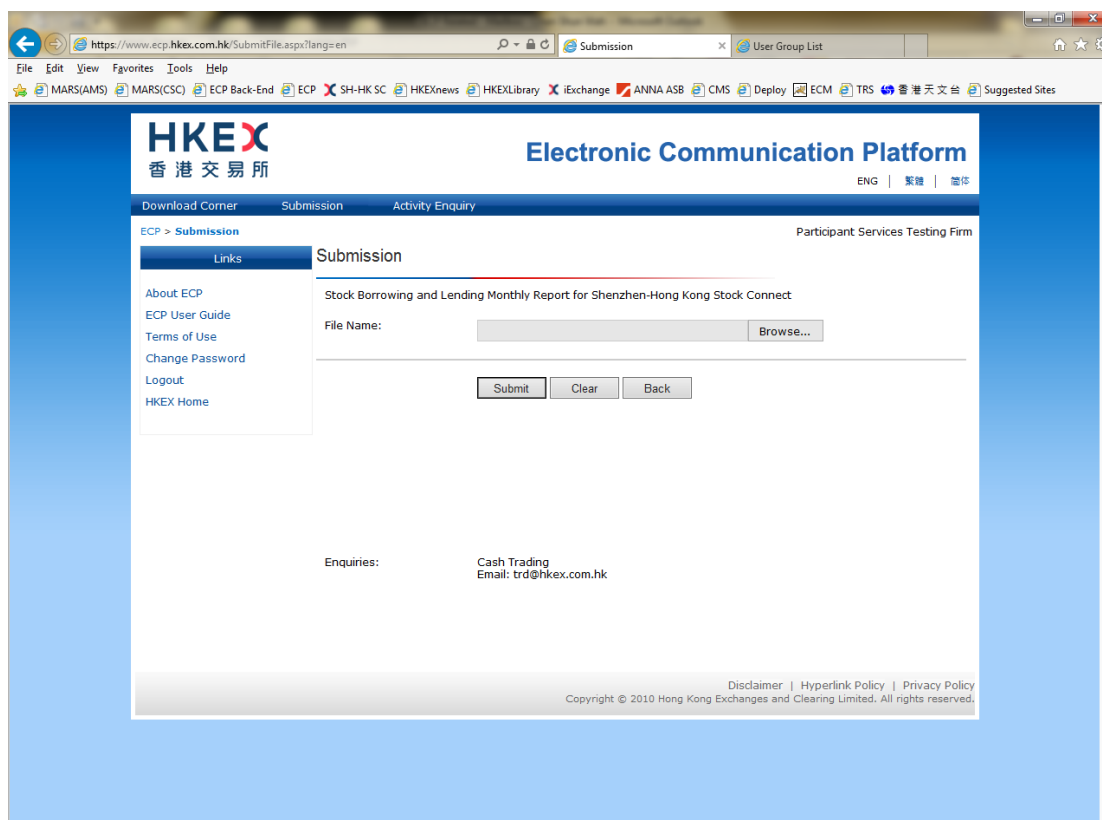 https://www.ecp.hkex.com.hk/SubmitFile.aspx?lang=en
Submission
User Group List
File Edit View Favorites Tools Help
MARS(AMS) MARS(CSC) ECP Back-End ECP SH-HK SC HKEXnews HKEXLibrary iExchange ANNA ASB CMS Deploy ECM TRS 香港天文台 Suggested Sites
HKEX
香港交易所
Electronic Communication Platform
ENG | 繁體 | 简体
Download Corner Submission Activity Enquiry
ECP > Submission
Participant Services Testing Firm
Links
About ECP
ECP User Guide
Terms of Use
Change Password
Logout
HKEX Home
Submission
Stock Borrowing and Lending Monthly Report for Shenzhen-Hong Kong Stock Connect
File Name:
Browse...
Submit Clear Back
Enquiries: Cash Trading
Email: trd@hkex.com.hk
Disclaimer | Hyperlink Policy | Privacy Policy
Copyright © 2010 Hong Kong Exchanges and Clearing Limited. All rights reserved.